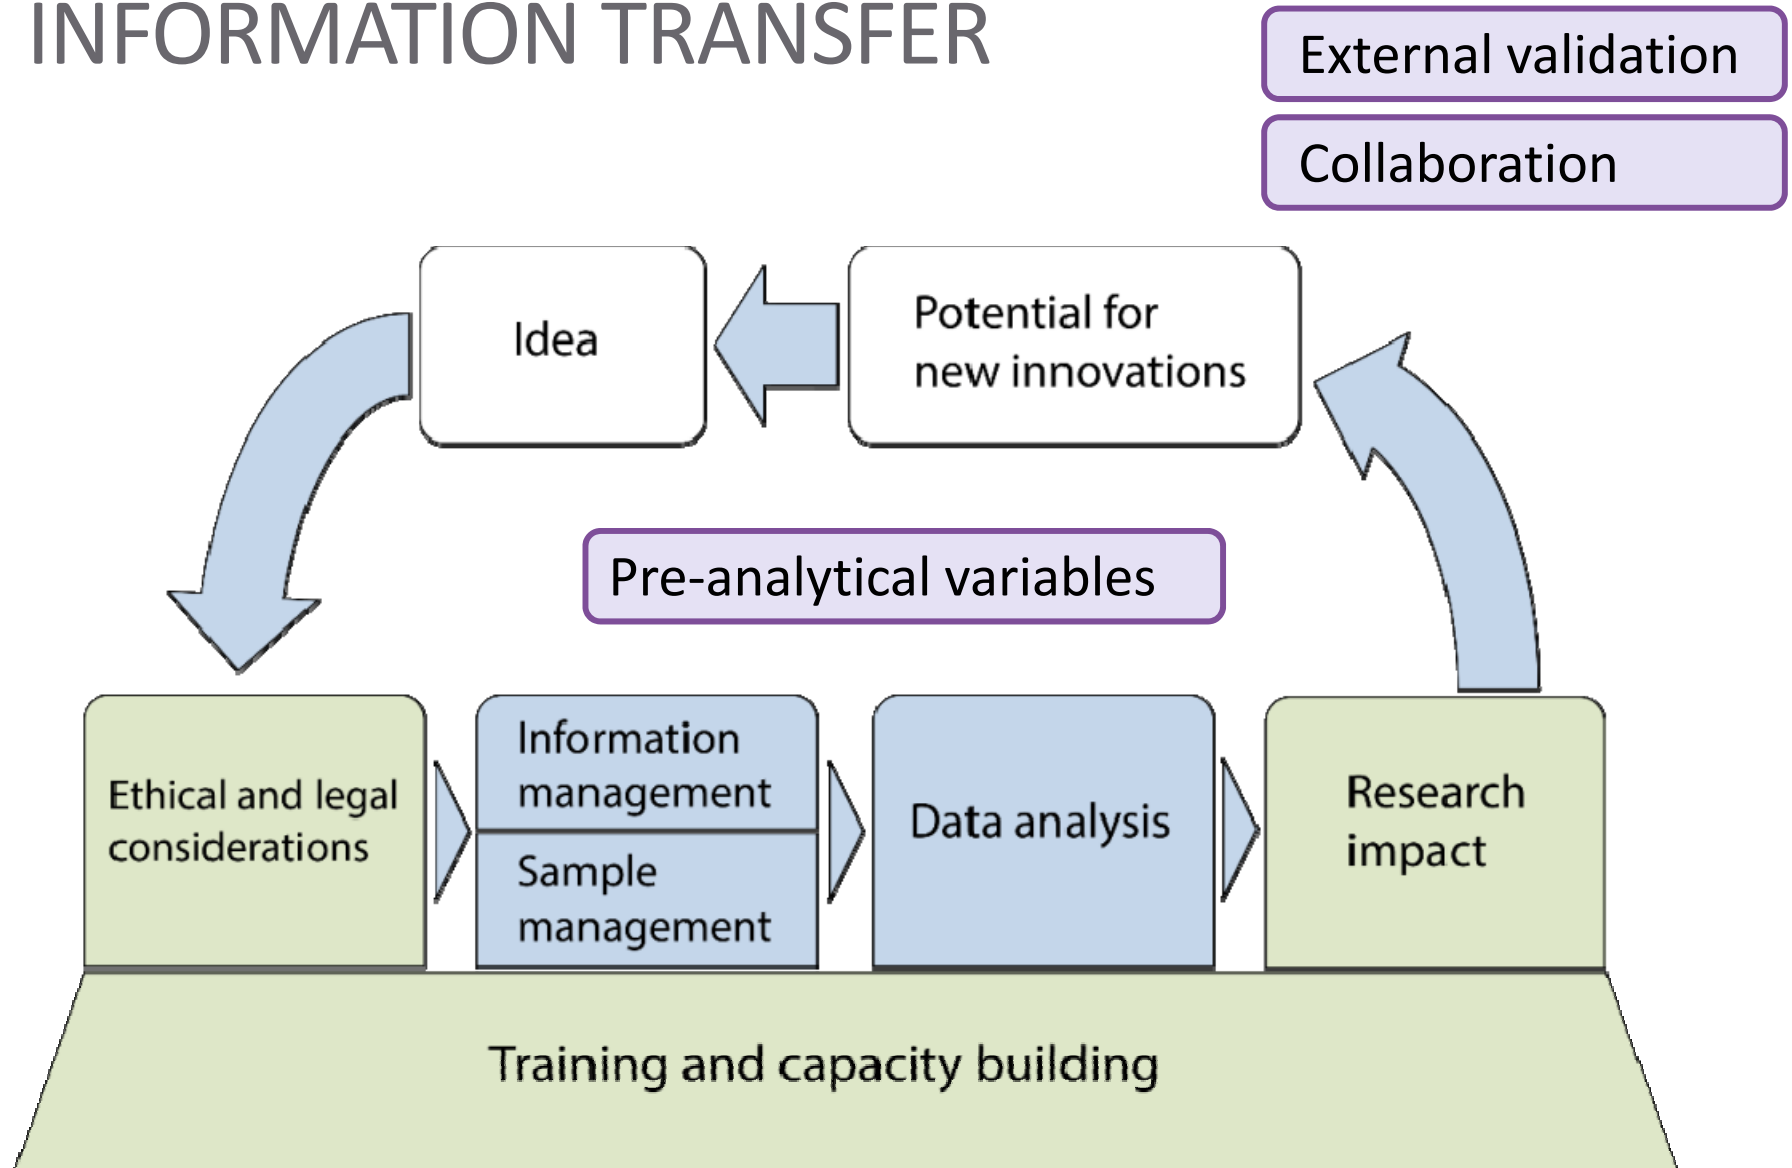 INFORMATION TRANSFER
External validation
Collaboration
Idea
Potential for
new innovations
Pre-analytical variables
Ethical and legal
considerations
Information
management
Sample
management
Data analysis
Research
impact
Training and capacity building